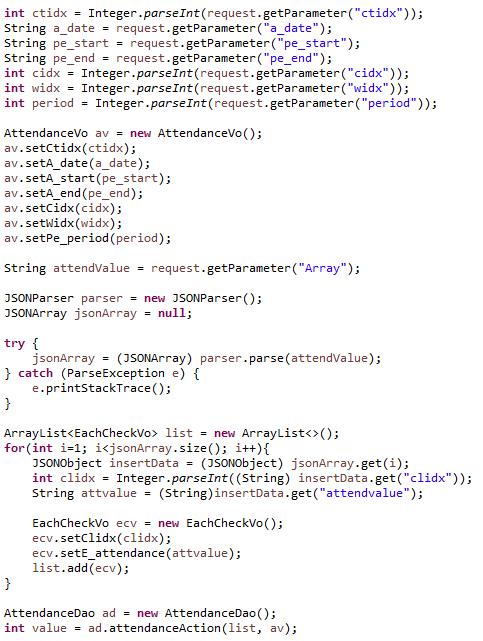 int ctidx = Integer.parseInt(request.getParameter("ctidx"));
String a_date = request.getParameter("a_date");
String pe_start = request.getParameter("pe_start");
String pe_end = request.getParameter("pe_end");
int cidx = Integer.parseInt(request.getParameter("cidx"));
int widx = Integer.parseInt(request.getParameter("widx"));
int period = Integer.parseInt(request.getParameter("period"));

AttendanceVo av = new AttendanceVo();
av.setCtidx(ctidx);
av.setA_date(a_date);
av.setA_start(pe_start);
av.setA_end(pe_end);
av.setCidx(cidx);
av.setWidx(widx);
av.setPe_period(period);

String attendValue = request.getParameter("Array");

JSONParser parser = new JSONParser();
JSONArray jsonArray = null;

try {
    jsonArray = (JSONArray) parser.parse(attendValue);
} catch (ParseException e) {
    e.printStackTrace();
}

ArrayList<EachCheckVo> list = new ArrayList<>();
for(int i=1; i<jsonArray.size(); i++){
    JSONObject insertData = (JSONObject) jsonArray.get(i);
    int clidx = Integer.parseInt((String) insertData.get("clidx"));
    String attvalue = (String)insertData.get("attendvalue");

    EachCheckVo ecv = new EachCheckVo();
    ecv.setClidx(clidx);
    ecv.setE_attendance(attvalue);
    list.add(ecv);
}

AttendanceDao ad = new AttendanceDao();
int value = ad.attendanceAction(list, av);